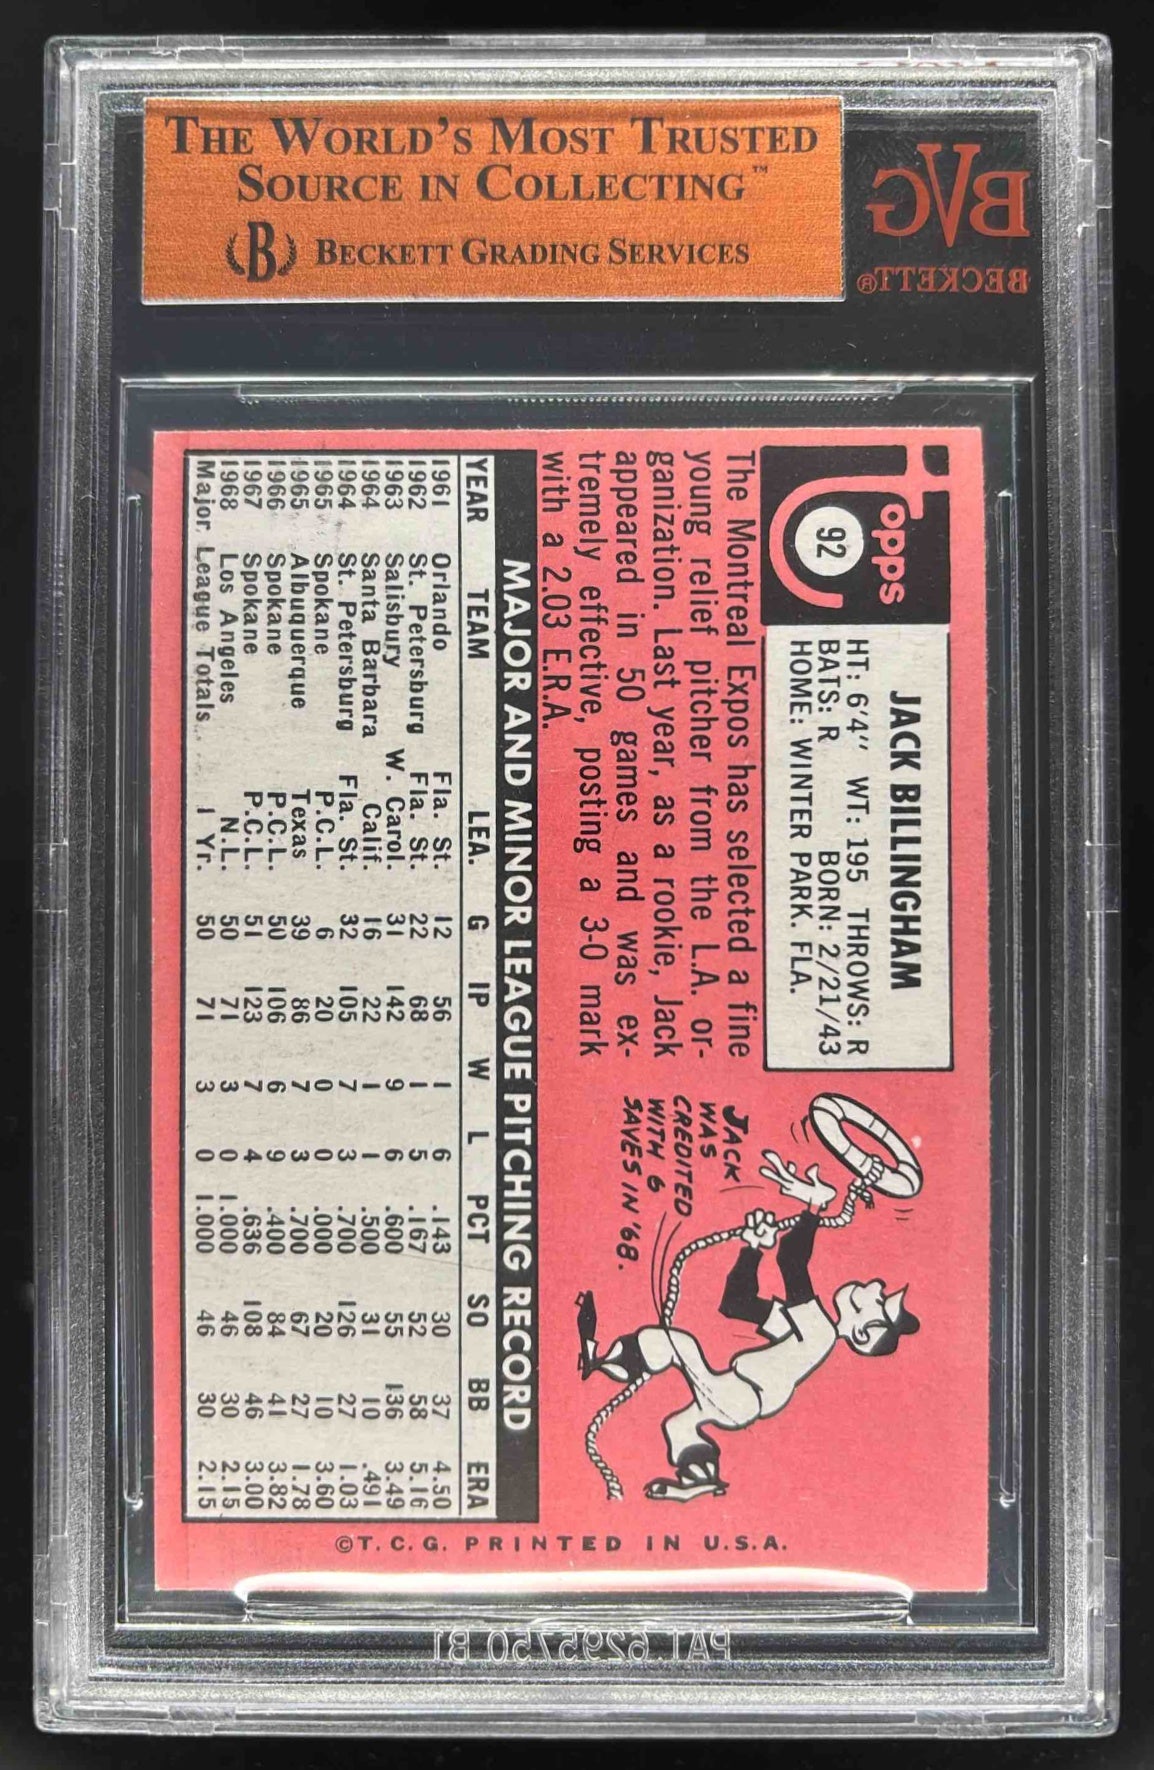 THE WORLD'S MOST TRUSTED
SOURCE IN COLLECTING™
B BECKETT GRADING SERVICES
BVG
BECKETT®
Topps
92
JACK BILLINGHAM
HT: 6'4" WT: 195 THROWS: R
BATS: R BORN: 2/21/43
HOME: WINTER PARK. FLA.
The Montreal Expos has selected a fine
young relief pitcher from the L.A. or-
ganization. Last year, as a rookie, Jack
appeared in 50 games and was ex-
tremely effective, posting a 3-0 mark
with a 2.03 E.R.A.
JACK
WAS
CREDITED
WITH 6
SAVES IN '68.
MAJOR AND MINOR LEAGUE PITCHING RECORD
YEAR TEAM LEA. G IP W L PCT SO BB ERA
1961 Orlando Fla. St. 12 56 1 6 .143 30 37 4.50
1962 St. Petersburg Fla. St. 22 68 1 5 .167 52 58 5.16
1963 Salisbury W. Carol. 31 142 9 6 .600 55 136 3.49
1964 Santa Barbara Calif. 16 22 1 1 .500 31 10 .491
1964 St. Petersburg Fla. St. 32 105 7 3 .700 126 27 1.03
1965 Spokane P.C.L. 6 20 0 0 .000 20 10 3.60
1965 Albuquerque Texas 39 86 7 3 .700 67 27 1.78
1966 Spokane P.C.L. 50 106 6 9 .400 84 41 3.82
1967 Spokane P.C.L. 51 123 7 4 .636 108 46 3.00
1968 Los Angeles N.L. 50 71 3 0 1.000 46 30 2.15
Major League Totals 1 Yr. 50 71 3 0 1.000 46 30 2.15
©T.C.G. PRINTED IN U.S.A.
PAT.6295750 B1